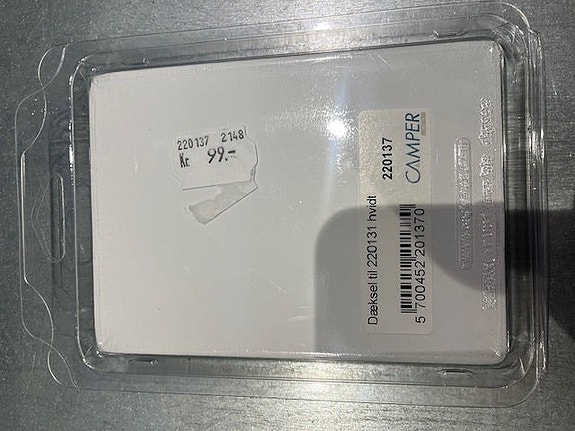 220137 2148
Kr. 99.-
CAMPER
220137
Dæksel til 220131 hvidt
5 700452 201370